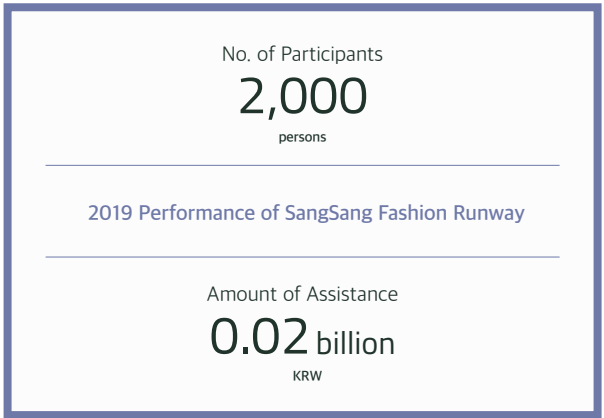 No. of Participants
2,000
persons
2019 Performance of SangSang Fashion Runway
Amount of Assistance
0.02 billion
KRW